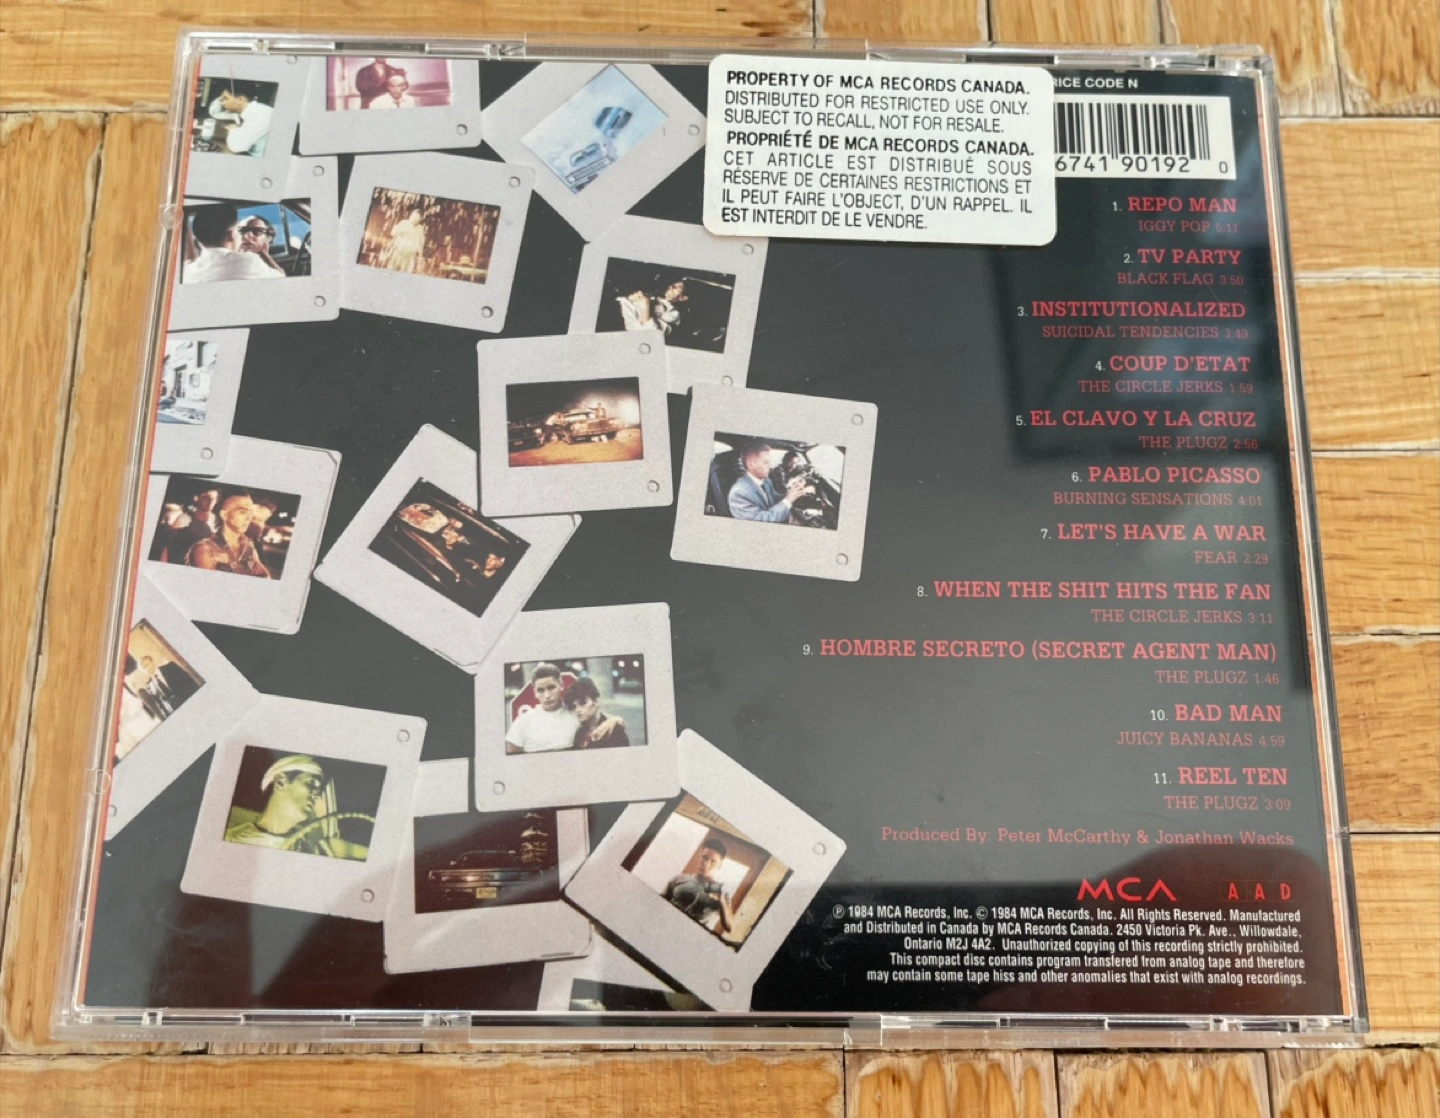 PROPERTY OF MCA RECORDS CANADA.
DISTRIBUTED FOR RESTRICTED USE ONLY.
SUBJECT TO RECALL, NOT FOR RESALE.
PROPRIÉTÉ DE MCA RECORDS CANADA.
CET ARTICLE EST DISTRIBUÉ SOUS
RÉSERVE DE CERTAINES RESTRICTIONS ET
IL PEUT FAIRE L'OBJECT, D'UN RAPPEL. IL
EST INTERDIT DE LE VENDRE.
RICE CODE N
6741 90192 0
1. REPO MAN
IGGY POP 5:11
2. TV PARTY
BLACK FLAG 3:50
3. INSTITUTIONALIZED
SUICIDAL TENDENCIES 3:49
4. COUP D'ETAT
THE CIRCLE JERKS 1:59
5. EL CLAVO Y LA CRUZ
THE PLUGZ 2:56
6. PABLO PICASSO
BURNING SENSATIONS 4:01
7. LET'S HAVE A WAR
FEAR 2:29
8. WHEN THE SHIT HITS THE FAN
THE CIRCLE JERKS 3:11
9. HOMBRE SECRETO (SECRET AGENT MAN)
THE PLUGZ 1:46
10. BAD MAN
JUICY BANANAS 4:59
11. REEL TEN
THE PLUGZ 3:09
Produced By: Peter McCarthy & Jonathan Wacks
MCA AAD
℗ 1984 MCA Records, Inc. © 1984 MCA Records, Inc. All Rights Reserved. Manufactured
and Distributed in Canada by MCA Records Canada. 2450 Victoria Pk. Ave., Willowdale,
Ontario M2J 4A2. Unauthorized copying of this recording strictly prohibited.
This compact disc contains program transfered from analog tape and therefore
may contain some tape hiss and other anomalies that exist with analog recordings.